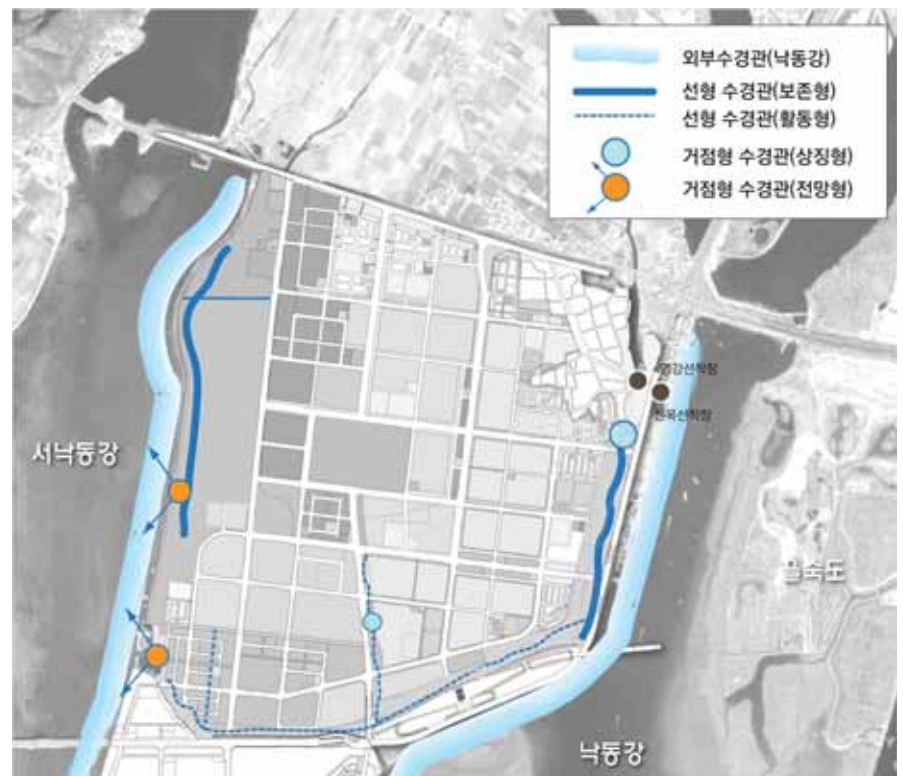 외부수경관(낙동강)
선형 수경관(보존형)
선형 수경관(활동형)
거점형 수경관(상징형)
거점형 수경관(전망형)
서낙동강
을숙도
낙동강